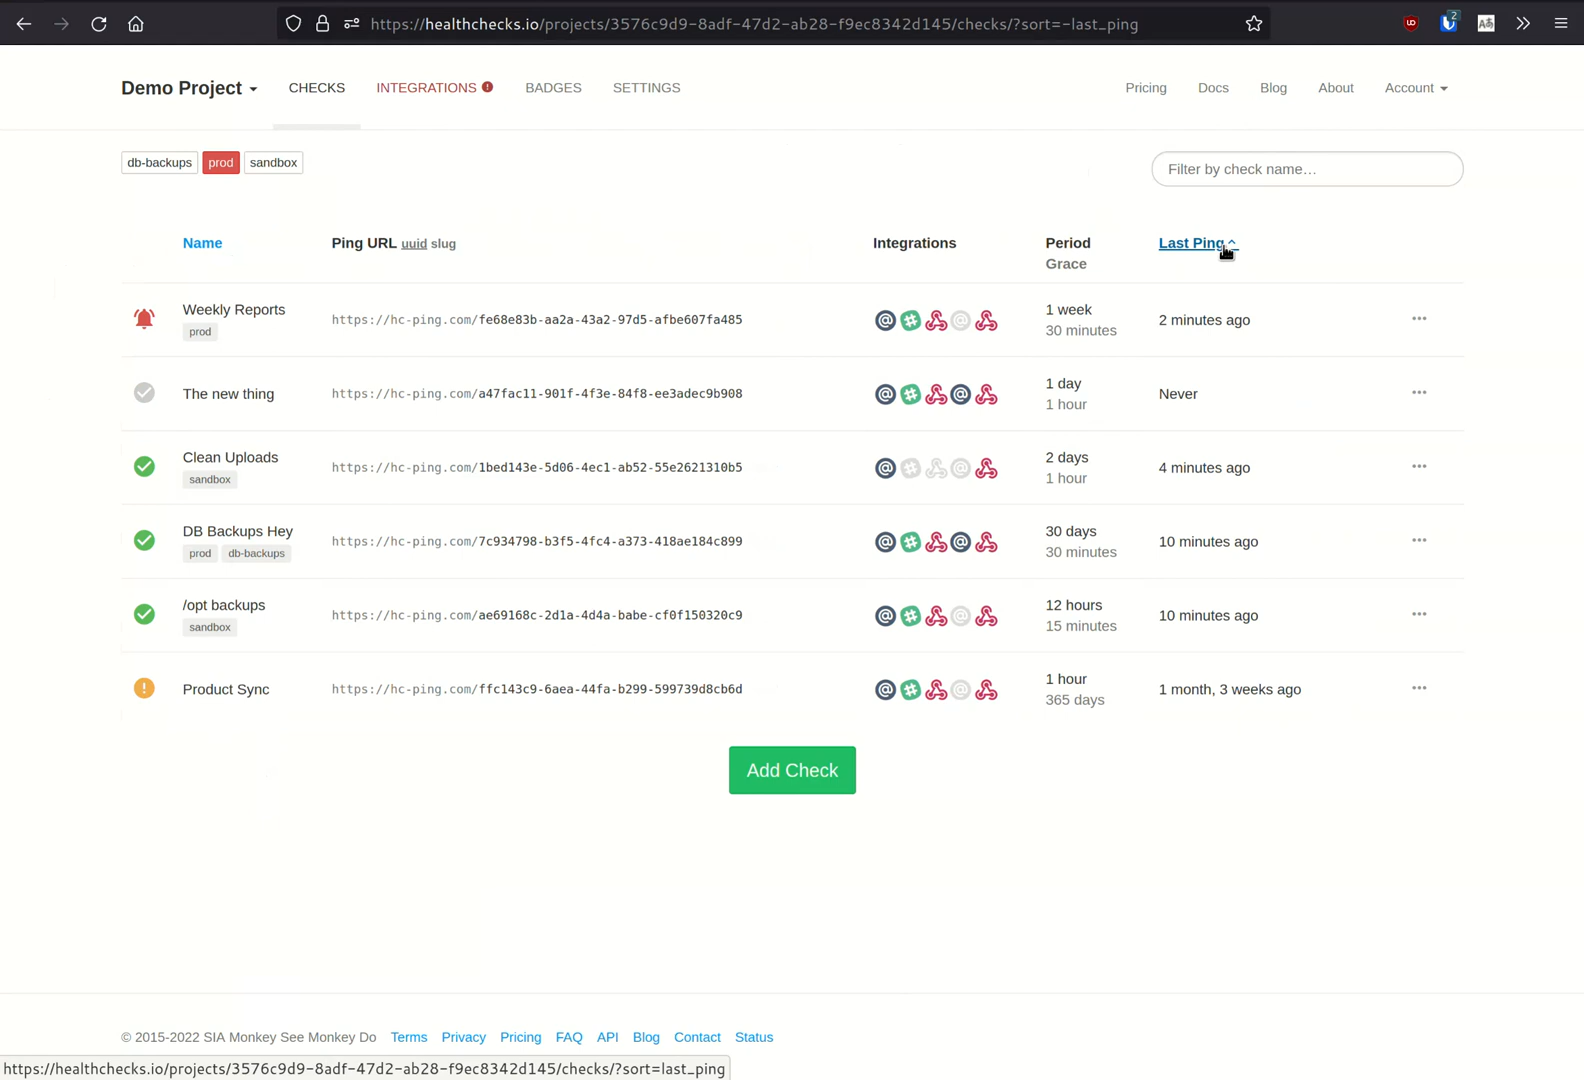 https://healthchecks.io/projects/3576c9d9-8adf-47d2-ab28-f9ec8342d145/checks/?sort=-last_ping
2
Demo Project CHECKS INTEGRATIONS ! BADGES SETTINGS Pricing Docs Blog About Account
db-backups prod sandbox
Filter by check name…
Name Ping URL uuid slug Integrations Period Last Ping
Grace
Weekly Reports
prod
https://hc-ping.com/fe68e83b-aa2a-43a2-97d5-afbe607fa485
1 week
30 minutes
2 minutes ago
The new thing
https://hc-ping.com/a47fac11-901f-4f3e-84f8-ee3adec9b908
1 day
1 hour
Never
Clean Uploads
sandbox
https://hc-ping.com/1bed143e-5d06-4ec1-ab52-55e2621310b5
2 days
1 hour
4 minutes ago
DB Backups Hey
prod db-backups
https://hc-ping.com/7c934798-b3f5-4fc4-a373-418ae184c899
30 days
30 minutes
10 minutes ago
/opt backups
sandbox
https://hc-ping.com/ae69168c-2d1a-4d4a-babe-cf0f150320c9
12 hours
15 minutes
10 minutes ago
Product Sync
https://hc-ping.com/ffc143c9-6aea-44fa-b299-599739d8cb6d
1 hour
365 days
1 month, 3 weeks ago
Add Check
© 2015-2022 SIA Monkey See Monkey Do Terms Privacy Pricing FAQ API Blog Contact Status
https://healthchecks.io/projects/3576c9d9-8adf-47d2-ab28-f9ec8342d145/checks/?sort=last_ping